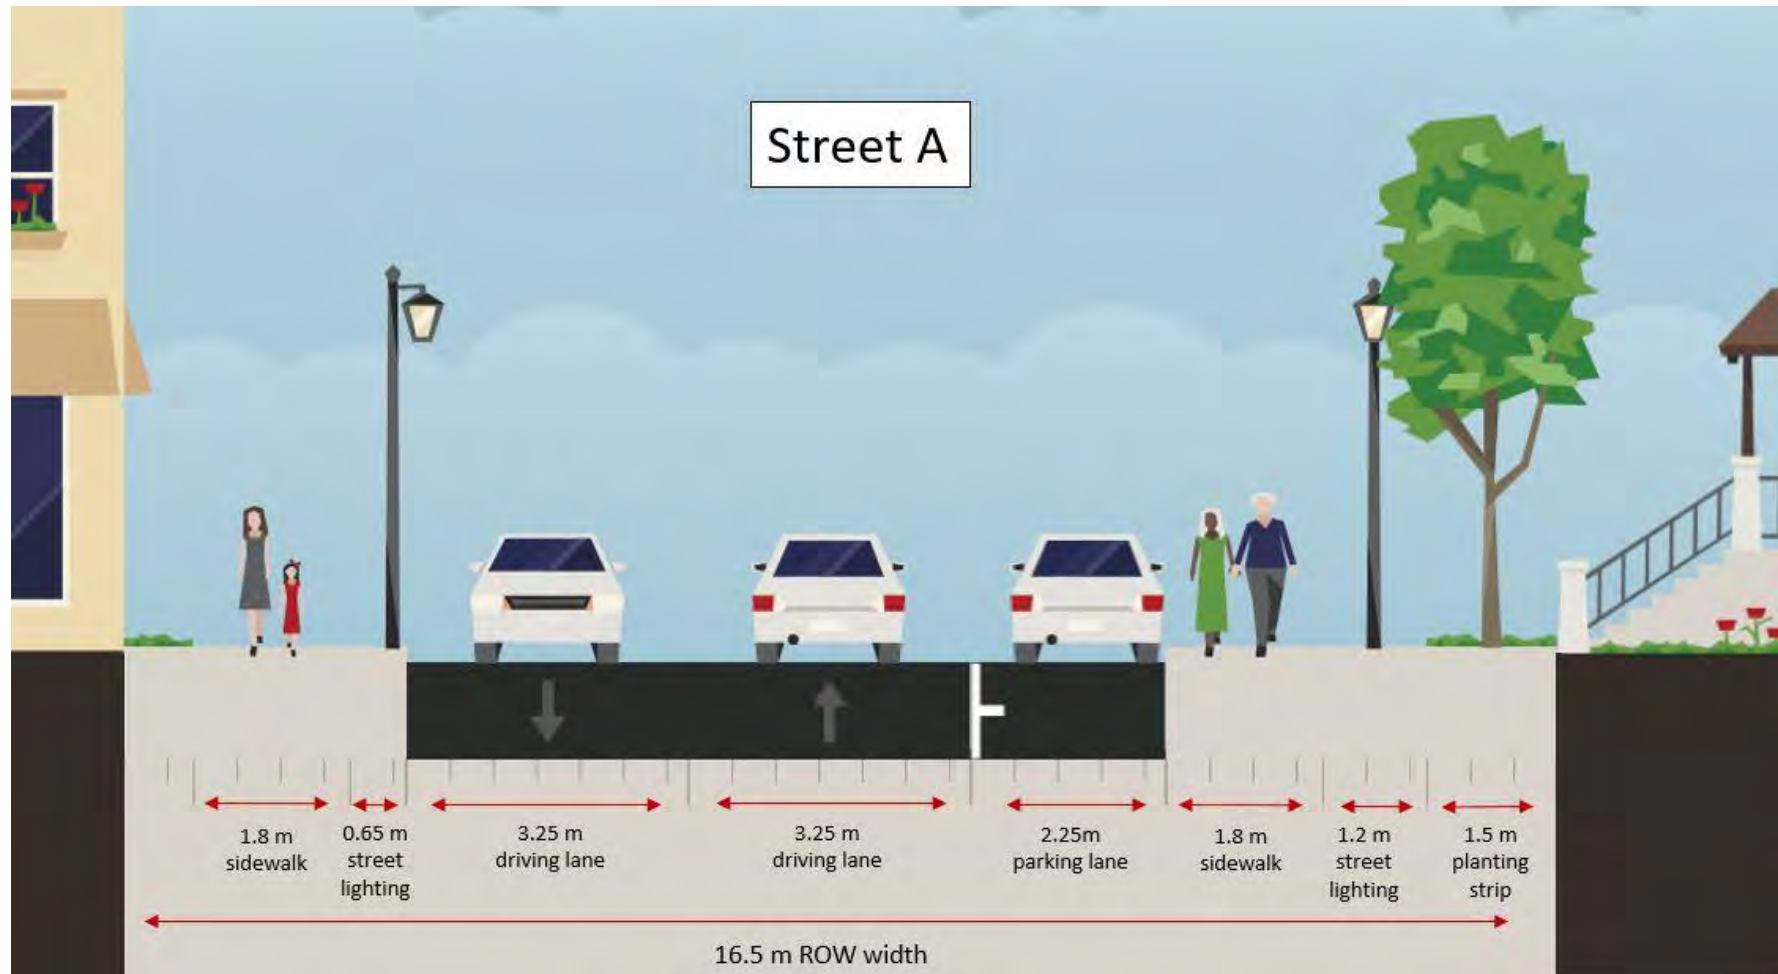 Street A
1.8 m
sidewalk
0.65 m
street
lighting
3.25 m
driving lane
3.25 m
driving lane
2.25m
parking lane
1.8 m
sidewalk
1.2 m
street
lighting
1.5 m
planting
strip
16.5 m ROW width